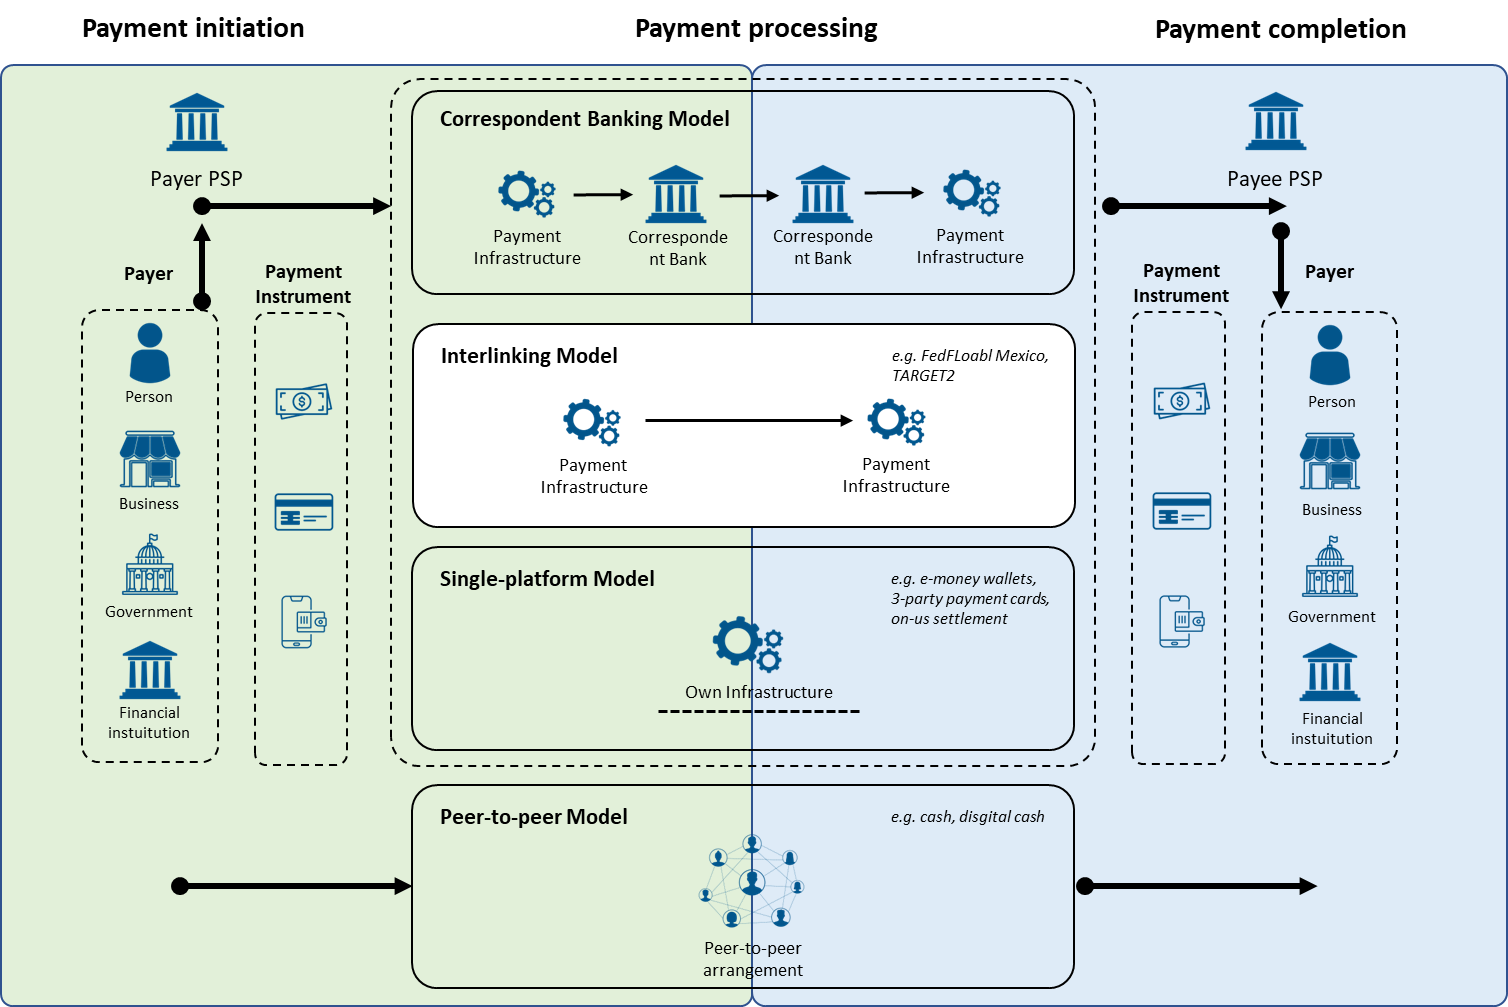 Payment initiation
Payment processing
Payment completion
Payer PSP
Payer
Payment
Instrument
Person
Business
Government
Financial
instuitution
Correspondent Banking Model
Payment
Infrastructure
Corresponde
nt Bank
Corresponde
nt Bank
Payment
Infrastructure
Interlinking Model
e.g. FedFLoabl Mexico,
TARGET2
Payment
Infrastructure
Payment
Infrastructure
Single-platform Model
e.g. e-money wallets,
3-party payment cards,
on-us settlement
Own Infrastructure
Peer-to-peer Model
e.g. cash, disgital cash
Peer-to-peer
arrangement
Payee PSP
Payment
Instrument
Payer
Person
Business
Government
Financial
instuitution